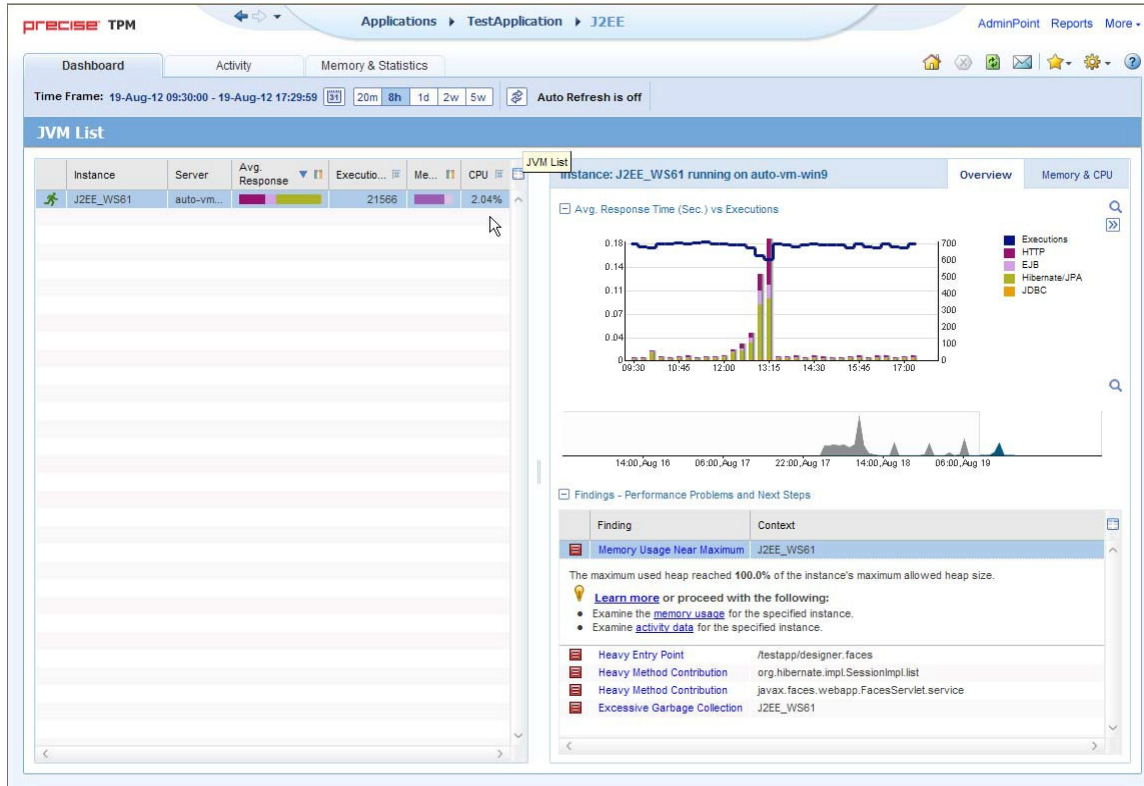 precise TPM
Applications ▸ TestApplication ▸ J2EE
AdminPoint Reports More
Dashboard Activity Memory & Statistics
Time Frame: 19-Aug-12 09:30:00 - 19-Aug-12 17:29:59 31 20m 8h 1d 2w 5w Auto Refresh is off
JVM List
JVM List
Instance Server Avg. Response Executio... Me... CPU
J2EE_WS61 auto-vm... 21566 2.04%
Instance: J2EE_WS61 running on auto-vm-win9 Overview Memory & CPU
Avg. Response Time (Sec.) vs Executions
0.18
0.14
0.11
0.07
0.04
0
700
600
500
400
300
200
100
0
09:30 10:45 12:00 13:15 14:30 15:45 17:00
Executions
HTTP
EJB
Hibernate/JPA
JDBC
14:00,Aug 16 06:00,Aug 17 22:00,Aug 17 14:00,Aug 18 06:00,Aug 19
Findings - Performance Problems and Next Steps
Finding Context
Memory Usage Near Maximum J2EE_WS61
The maximum used heap reached 100.0% of the instance's maximum allowed heap size.
Learn more or proceed with the following:
• Examine the memory usage for the specified instance.
• Examine activity data for the specified instance.
Heavy Entry Point /testapp/designer.faces
Heavy Method Contribution org.hibernate.impl.SessionImpl.list
Heavy Method Contribution javax.faces.webapp.FacesServlet.service
Excessive Garbage Collection J2EE_WS61